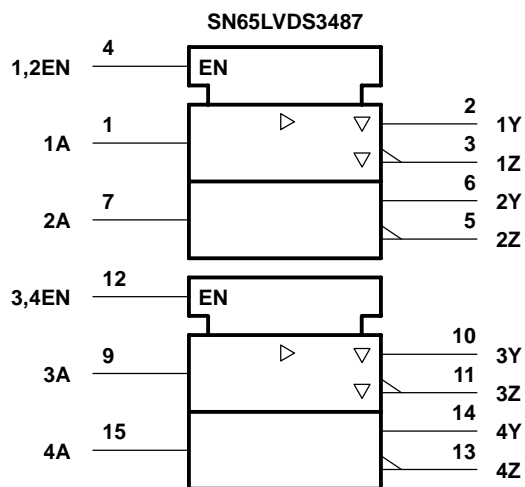 SN65LVDS3487
1,2EN 4 EN
1A 1 2 1Y
3 1Z
2A 7 6 2Y
5 2Z
3,4EN 12 EN
3A 9 10 3Y
11 3Z
4A 15 14 4Y
13 4Z